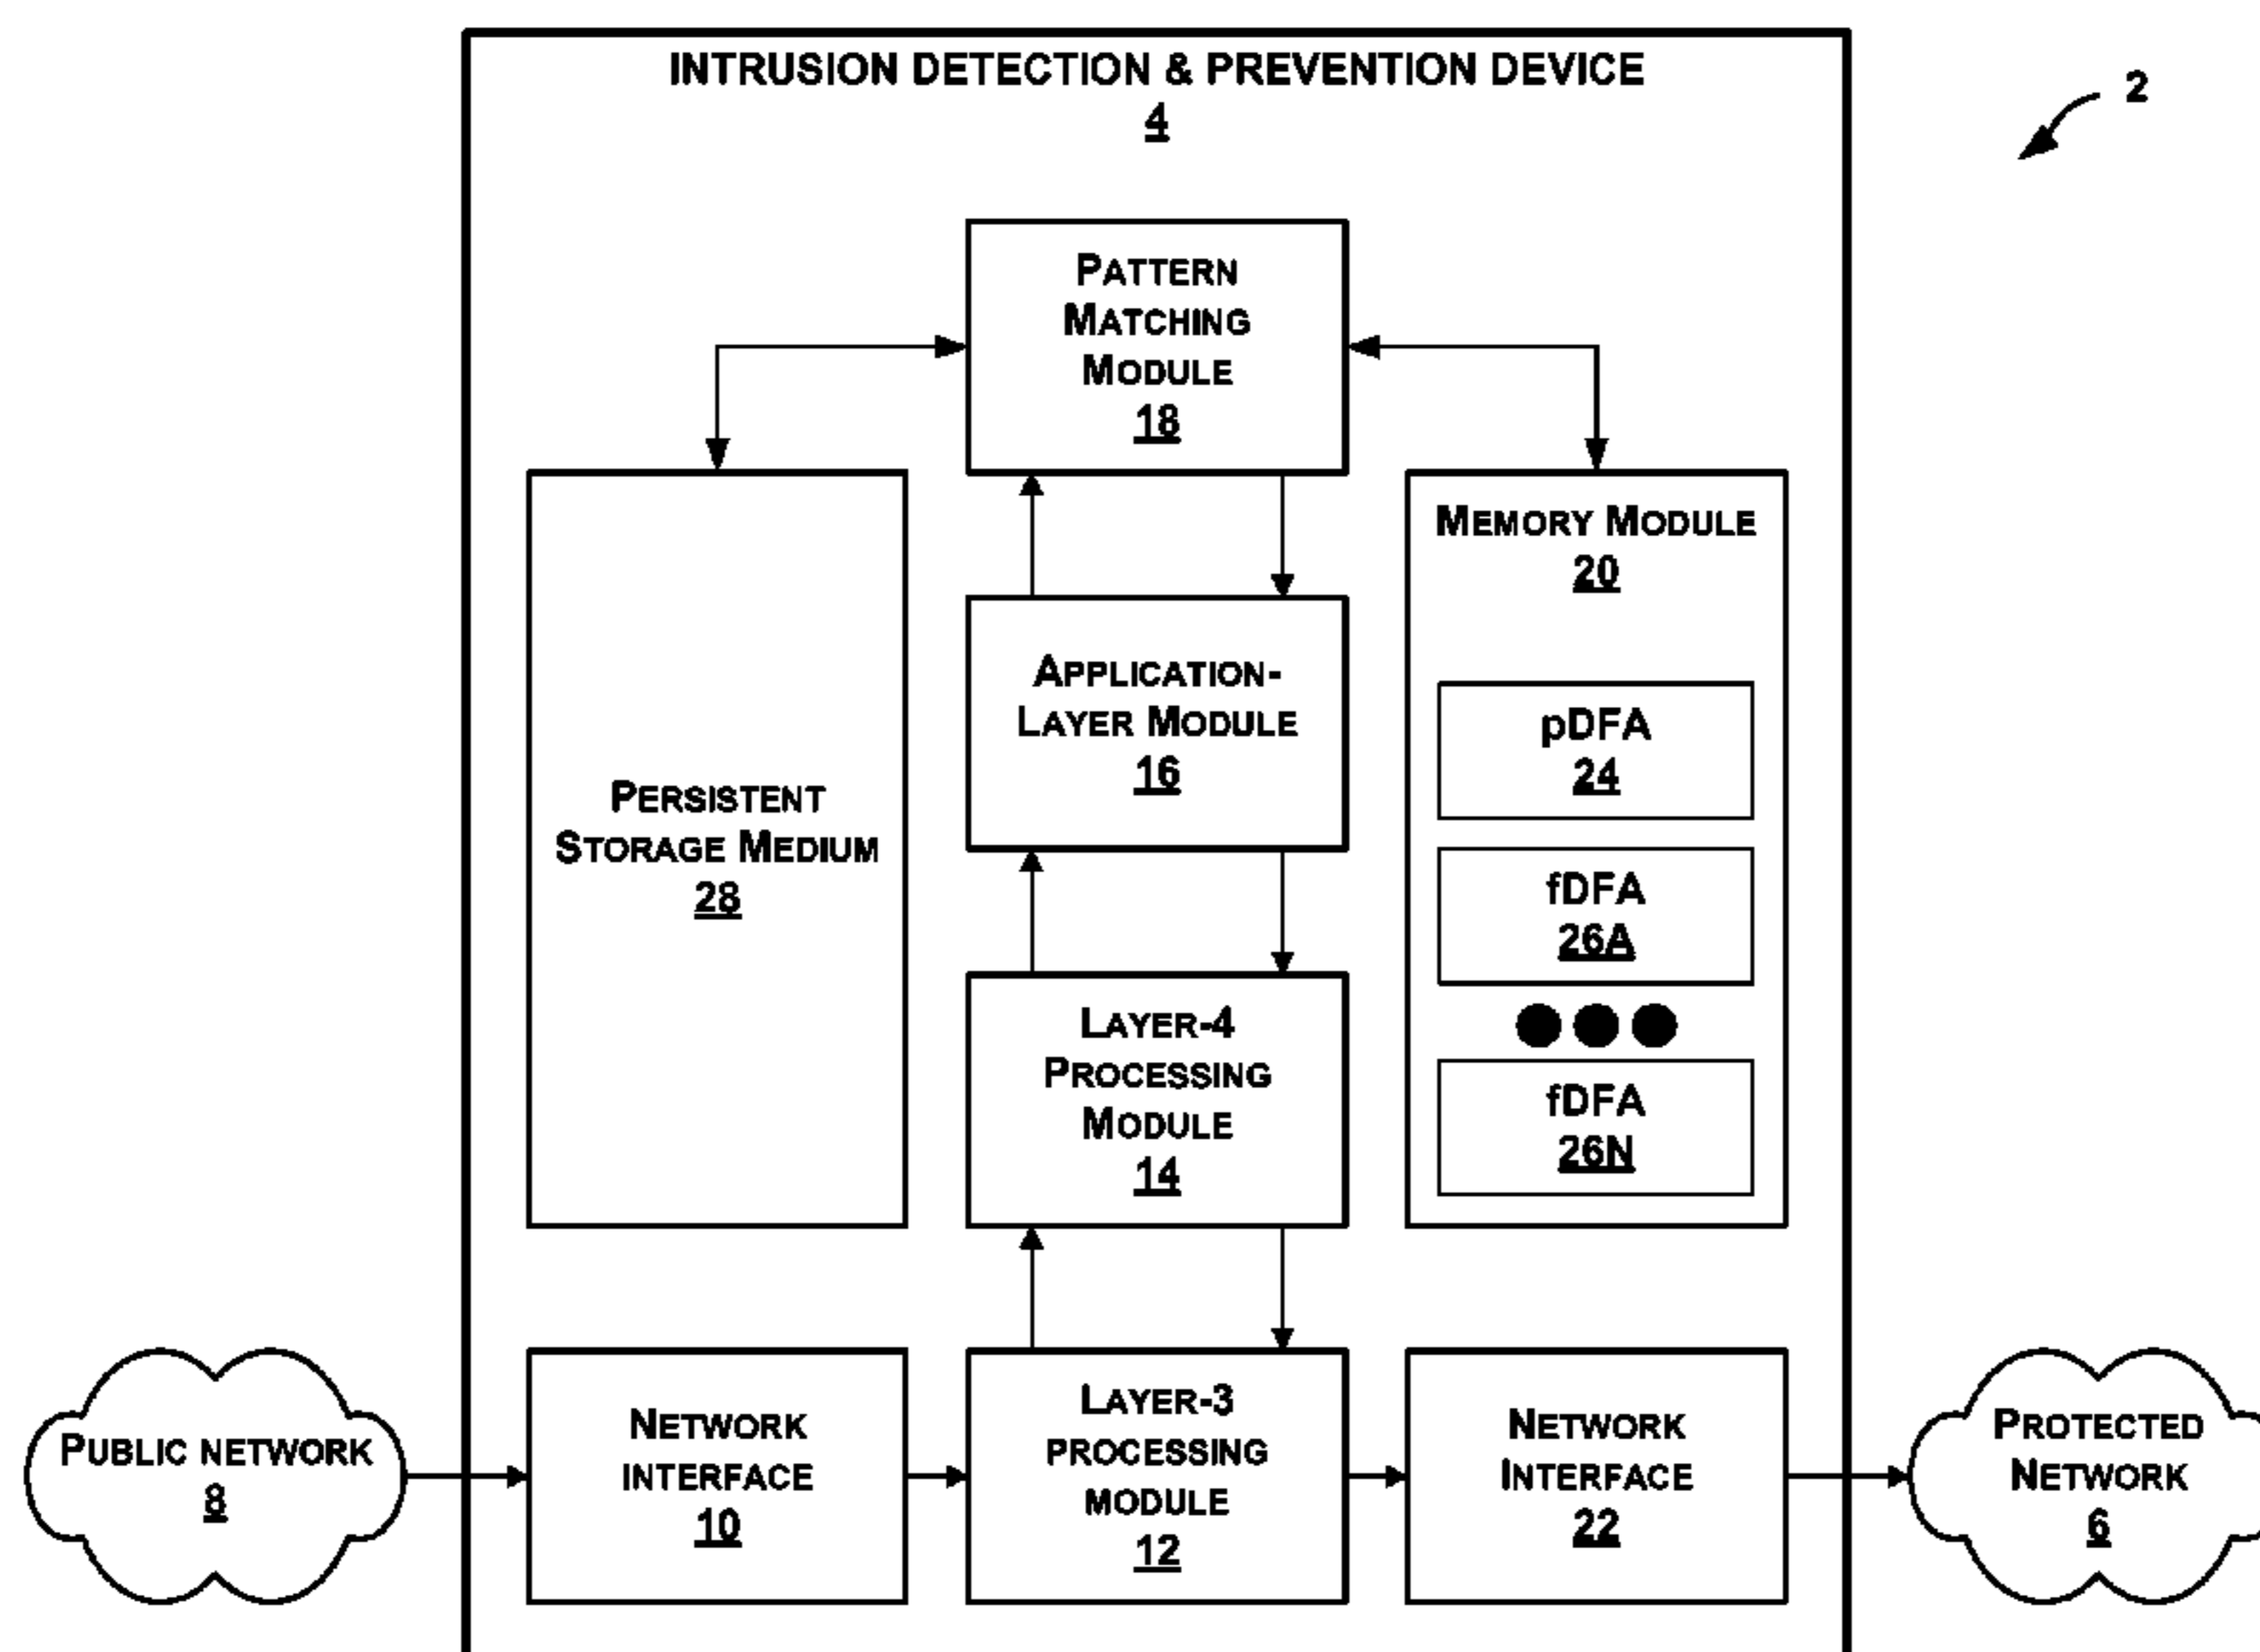 INTRUSION DETECTION & PREVENTION DEVICE
4
2
PATTERN
MATCHING
MODULE
18
MEMORY MODULE
20
APPLICATION-
LAYER MODULE
16
pDFA
24
PERSISTENT
STORAGE MEDIUM
28
fDFA
26A
LAYER-4
PROCESSING
MODULE
14
fDFA
26N
PUBLIC NETWORK
8
NETWORK
INTERFACE
10
LAYER-3
PROCESSING
MODULE
12
NETWORK
INTERFACE
22
PROTECTED
NETWORK
6